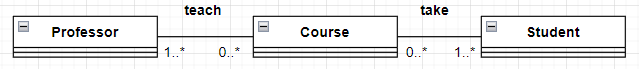 teach take
Professor Course Student
1..* 0..* 0..* 1..*